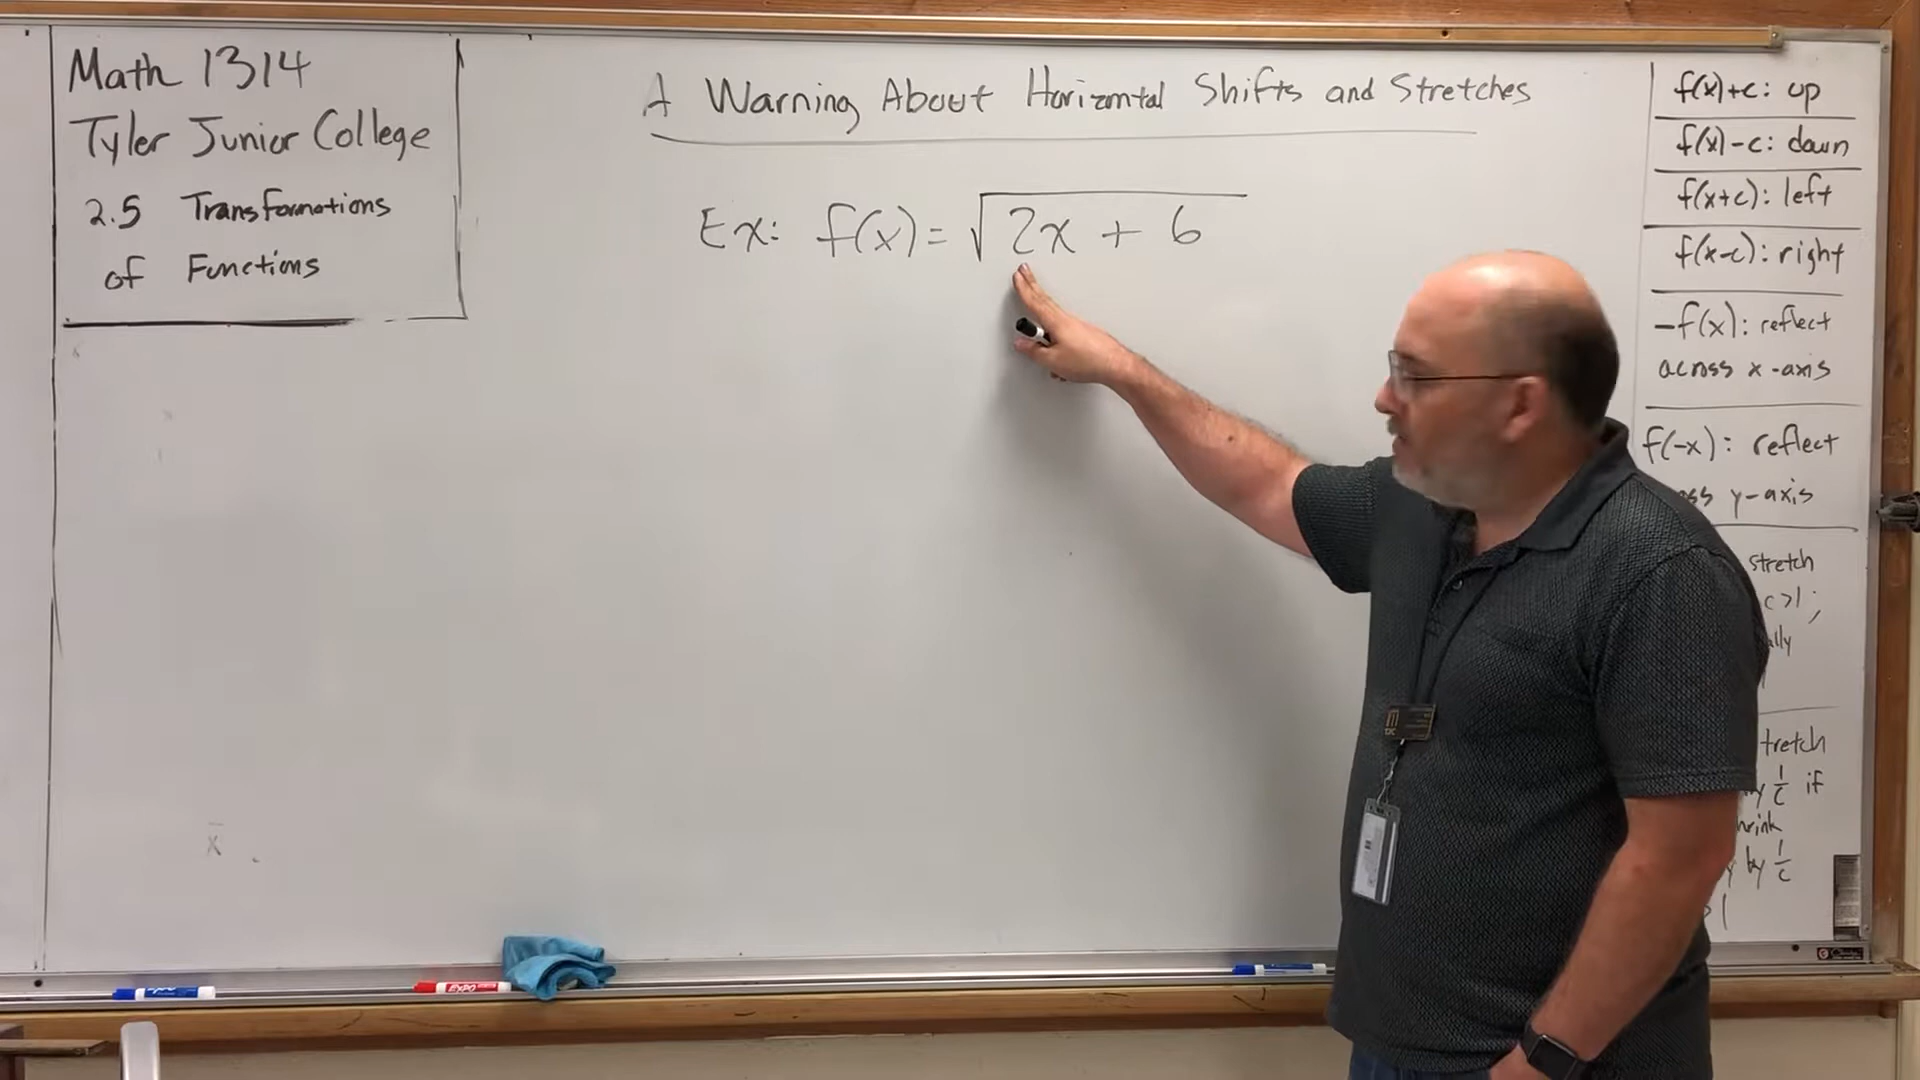 Math 1314
Tyler Junior College
2.5 Transformations
of Functions
A Warning About Horizontal Shifts and Stretches
Ex: f(x) = √(2x + 6)
f(x)+c: up
f(x)-c: down
f(x+c): left
f(x-c): right
-f(x): reflect
across x-axis
f(-x): reflect
y-axis
stretch
c>1;
1/c if
by 1/c
EXPO